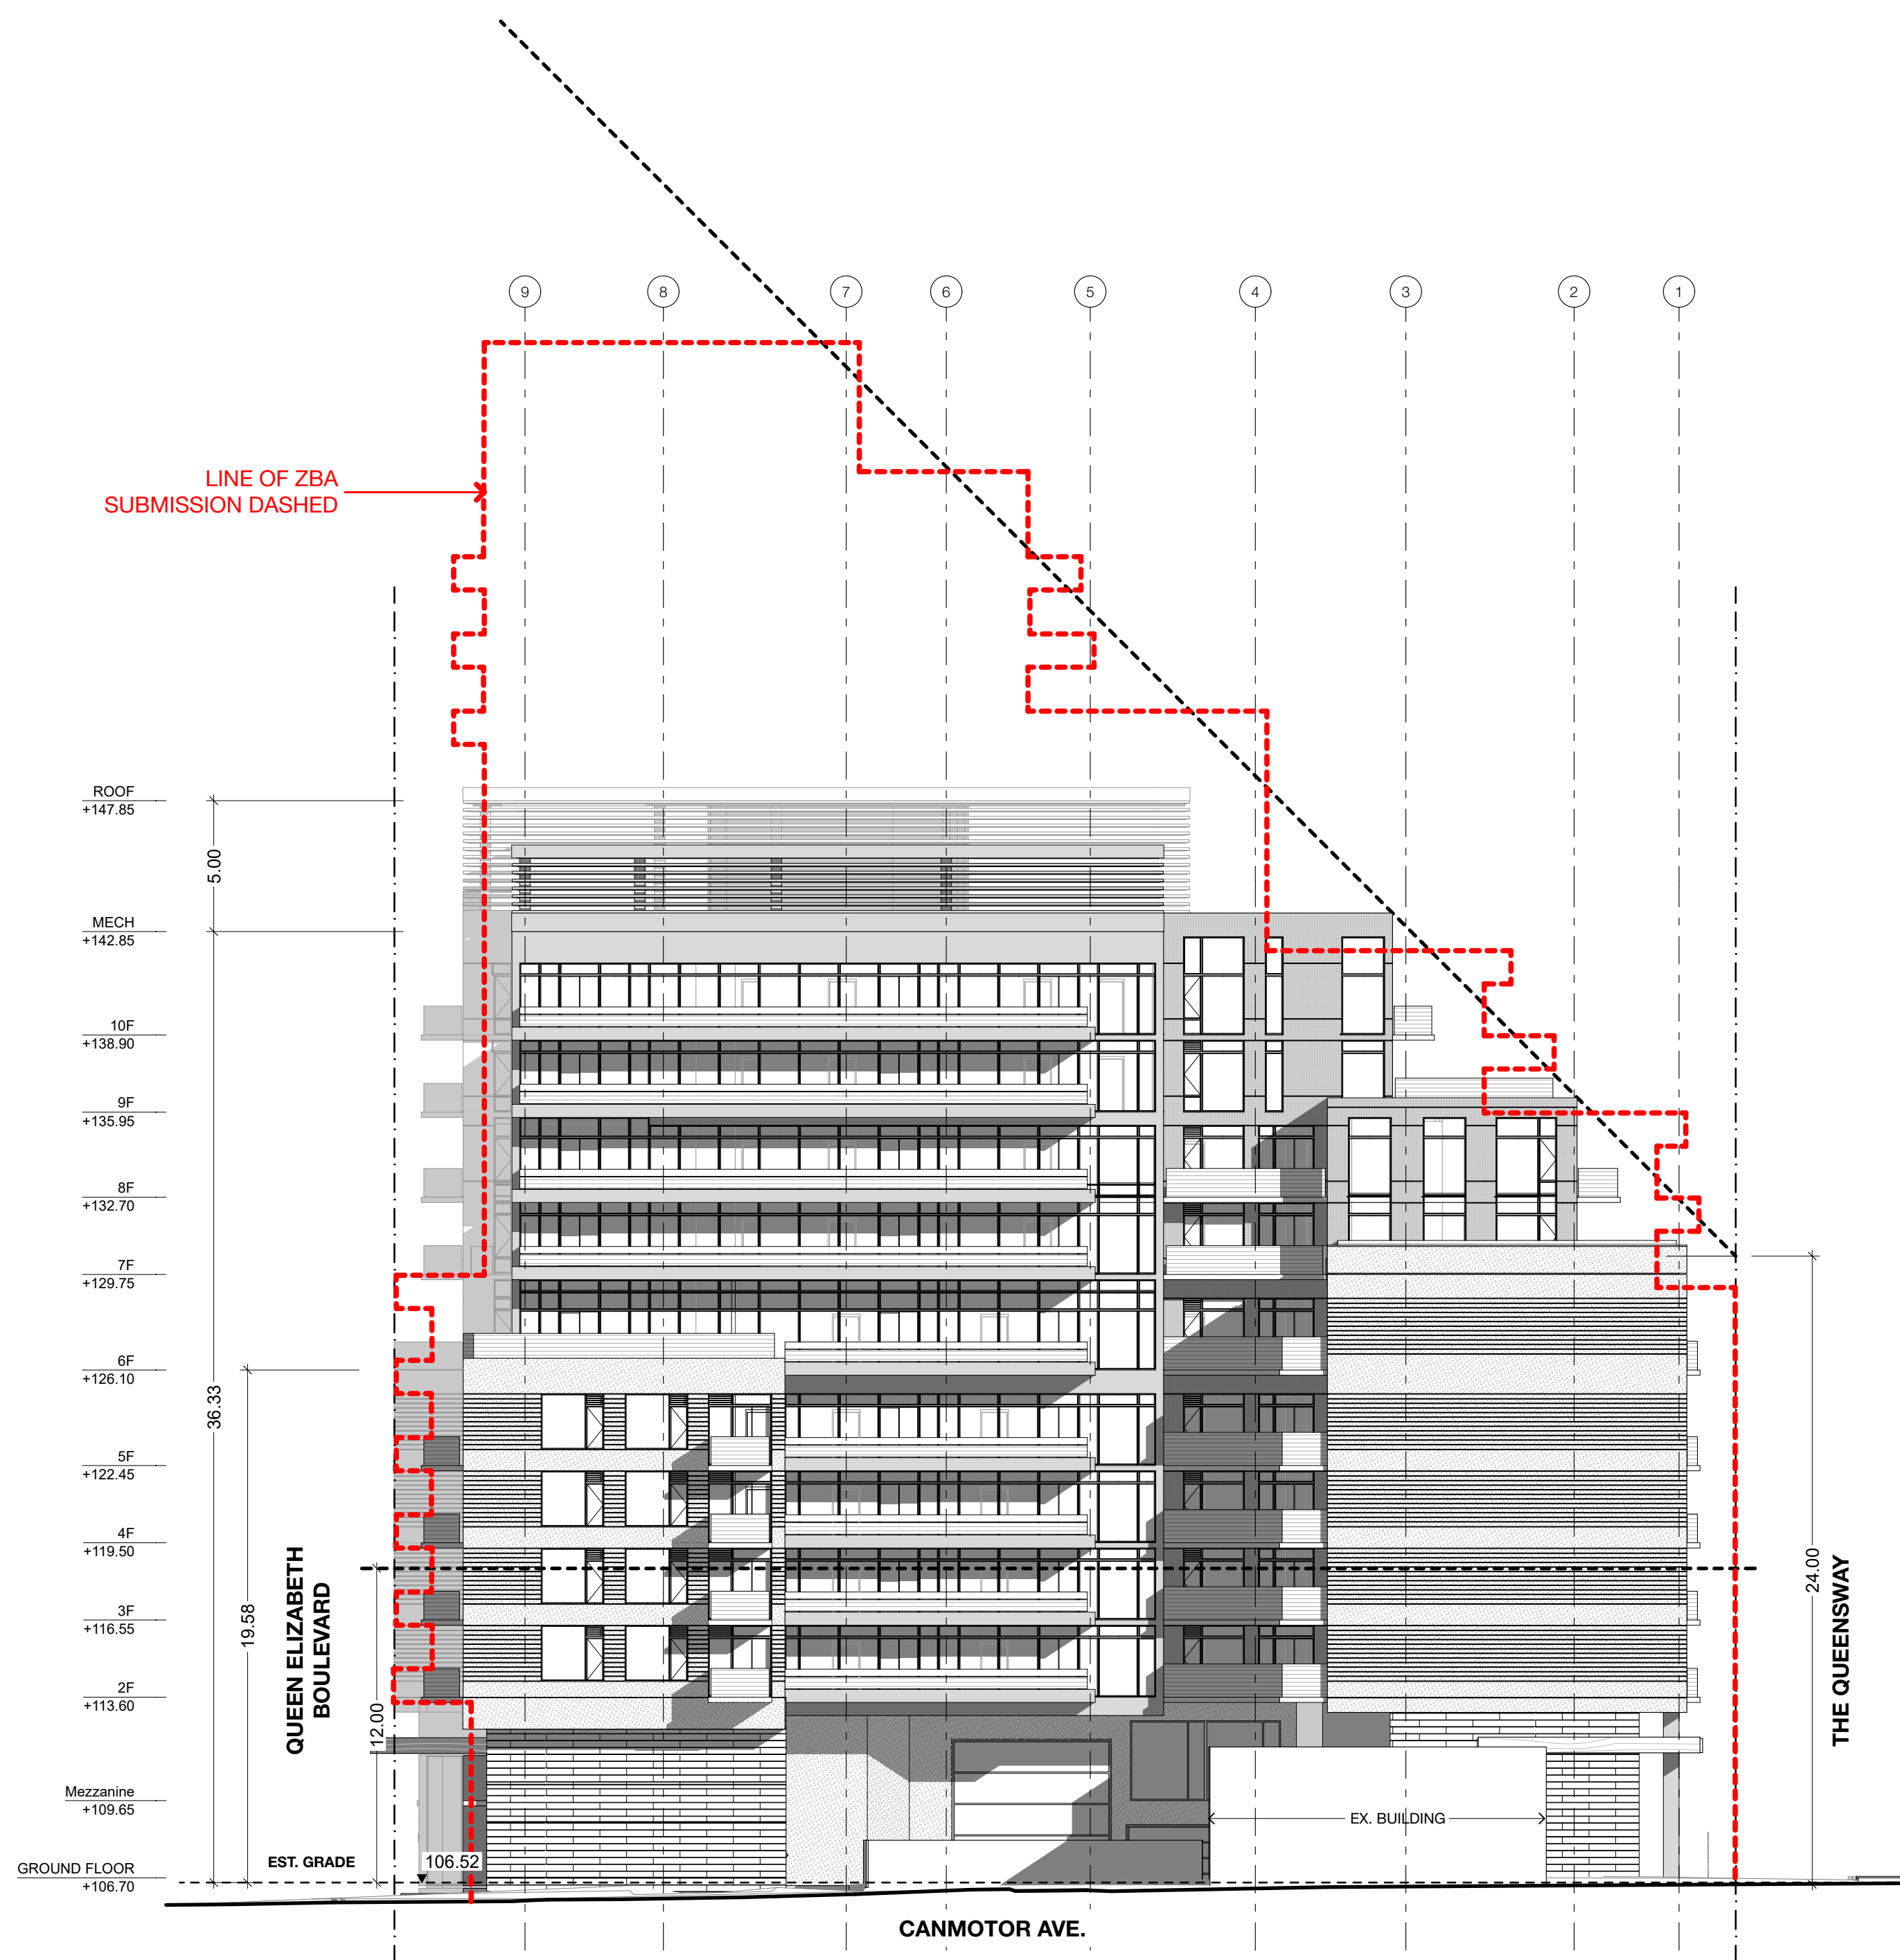 9
8
7
6
5
4
3
2
1
LINE OF ZBA
SUBMISSION DASHED
ROOF
+147.85
5.00
MECH
+142.85
10F
+138.90
9F
+135.95
8F
+132.70
7F
+129.75
6F
+126.10
36.33
5F
+122.45
4F
+119.50
24.00
THE QUEENSWAY
3F
+116.55
19.58
QUEEN ELIZABETH
BOULEVARD
2F
+113.60
12.00
Mezzanine
+109.65
EX. BUILDING
GROUND FLOOR
+106.70
EST. GRADE
106.52
CANMOTOR AVE.